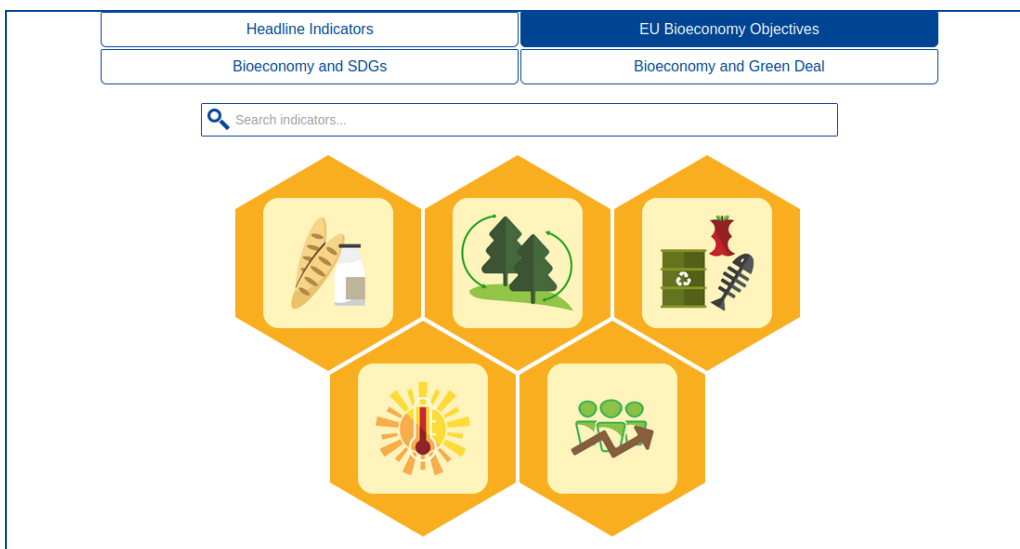 Headline Indicators
EU Bioeconomy Objectives
Bioeconomy and SDGs
Bioeconomy and Green Deal
Search indicators...